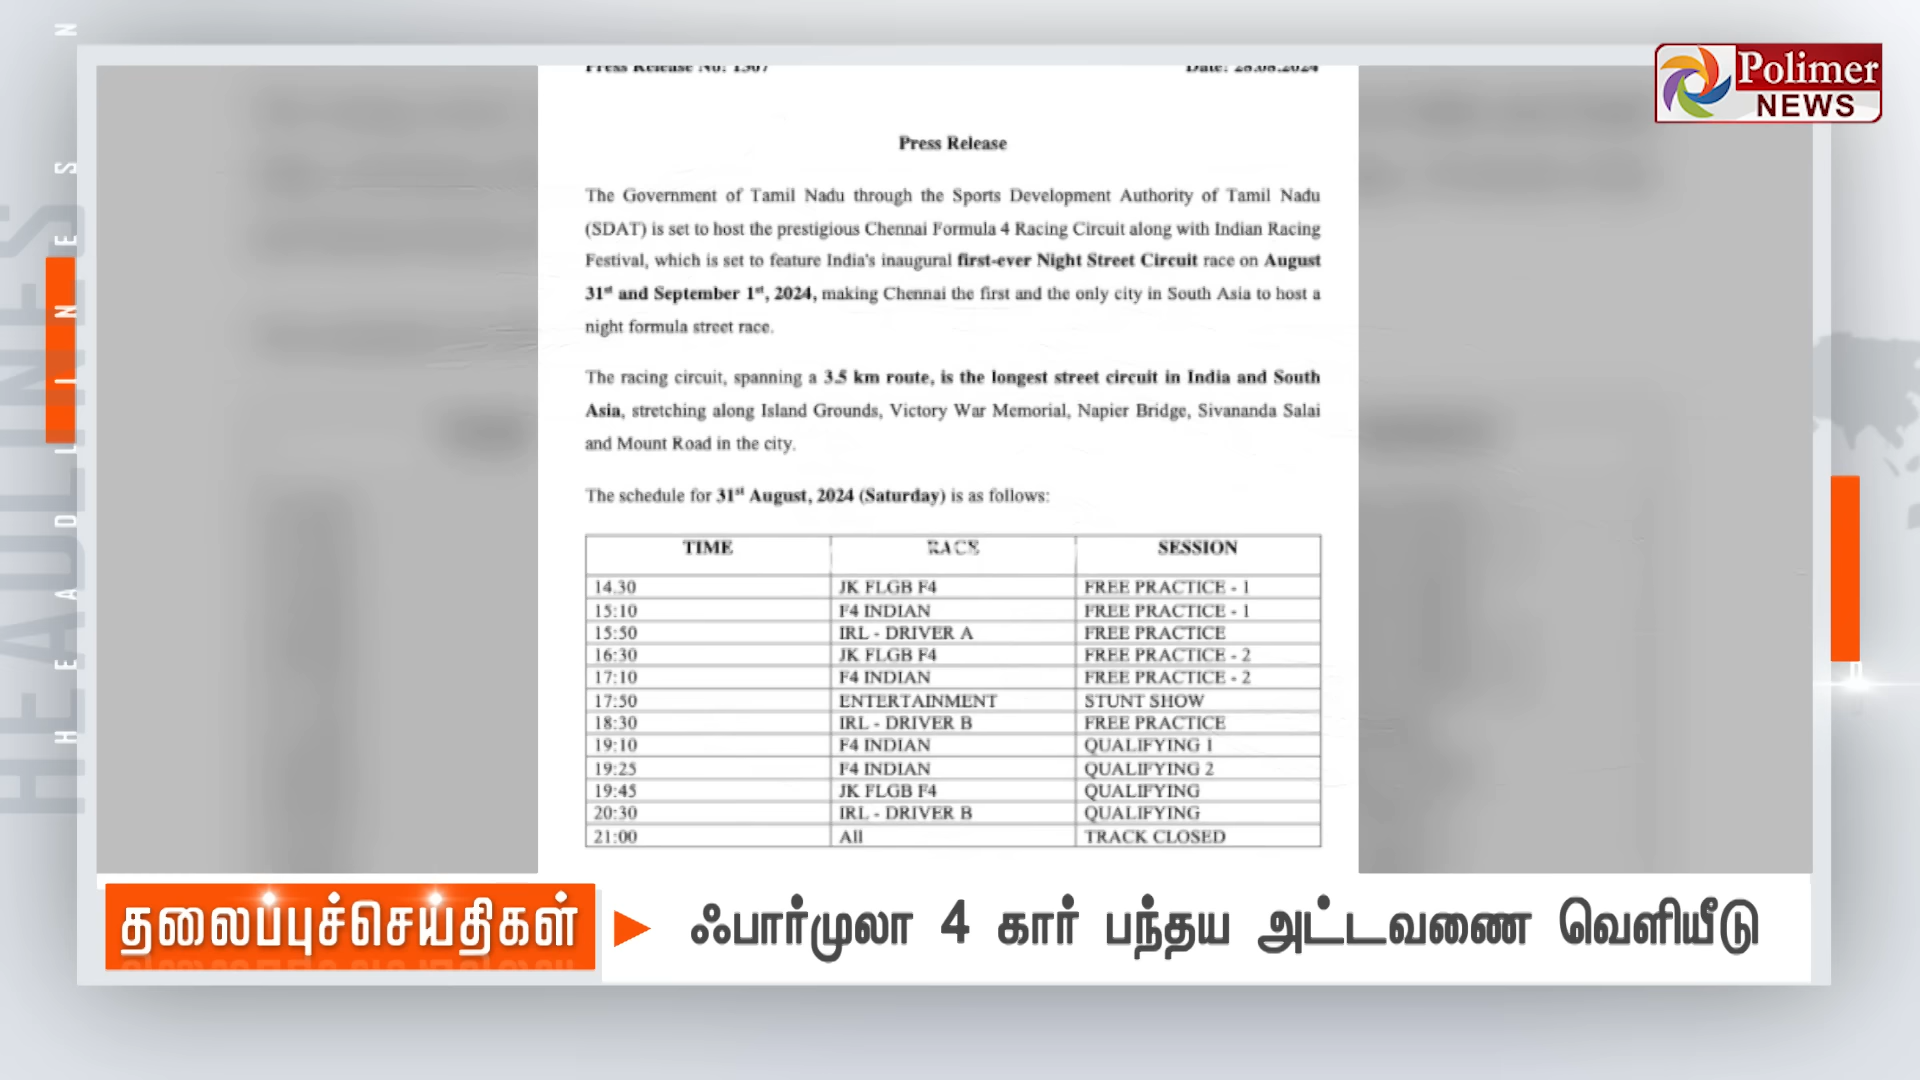 Polimer
NEWS
HEADLINES
HEADLINES N
Press Release No: 1307
Date: 28.08.2024
Press Release
The Government of Tamil Nadu through the Sports Development Authority of Tamil Nadu
(SDAT) is set to host the prestigious Chennai Formula 4 Racing Circuit along with Indian Racing
Festival, which is set to feature India's inaugural first-ever Night Street Circuit race on August
31st and September 1st, 2024, making Chennai the first and the only city in South Asia to host a
night formula street race.
The racing circuit, spanning a 3.5 km route, is the longest street circuit in India and South
Asia, stretching along Island Grounds, Victory War Memorial, Napier Bridge, Sivananda Salai
and Mount Road in the city.
The schedule for 31st August, 2024 (Saturday) is as follows:
TIME RACE SESSION
14.30 JK FLGB F4 FREE PRACTICE - 1
15:10 F4 INDIAN FREE PRACTICE - 1
15:50 IRL - DRIVER A FREE PRACTICE
16:30 JK FLGB F4 FREE PRACTICE - 2
17:10 F4 INDIAN FREE PRACTICE - 2
17:50 ENTERTAINMENT STUNT SHOW
18:30 IRL - DRIVER B FREE PRACTICE
19:10 F4 INDIAN QUALIFYING 1
19:25 F4 INDIAN QUALIFYING 2
19:45 JK FLGB F4 QUALIFYING
20:30 IRL - DRIVER B QUALIFYING
21:00 All TRACK CLOSED
தலைப்புச்செய்திகள்
ஃபார்முலா 4 கார் பந்தய அட்டவணை வெளியீடு